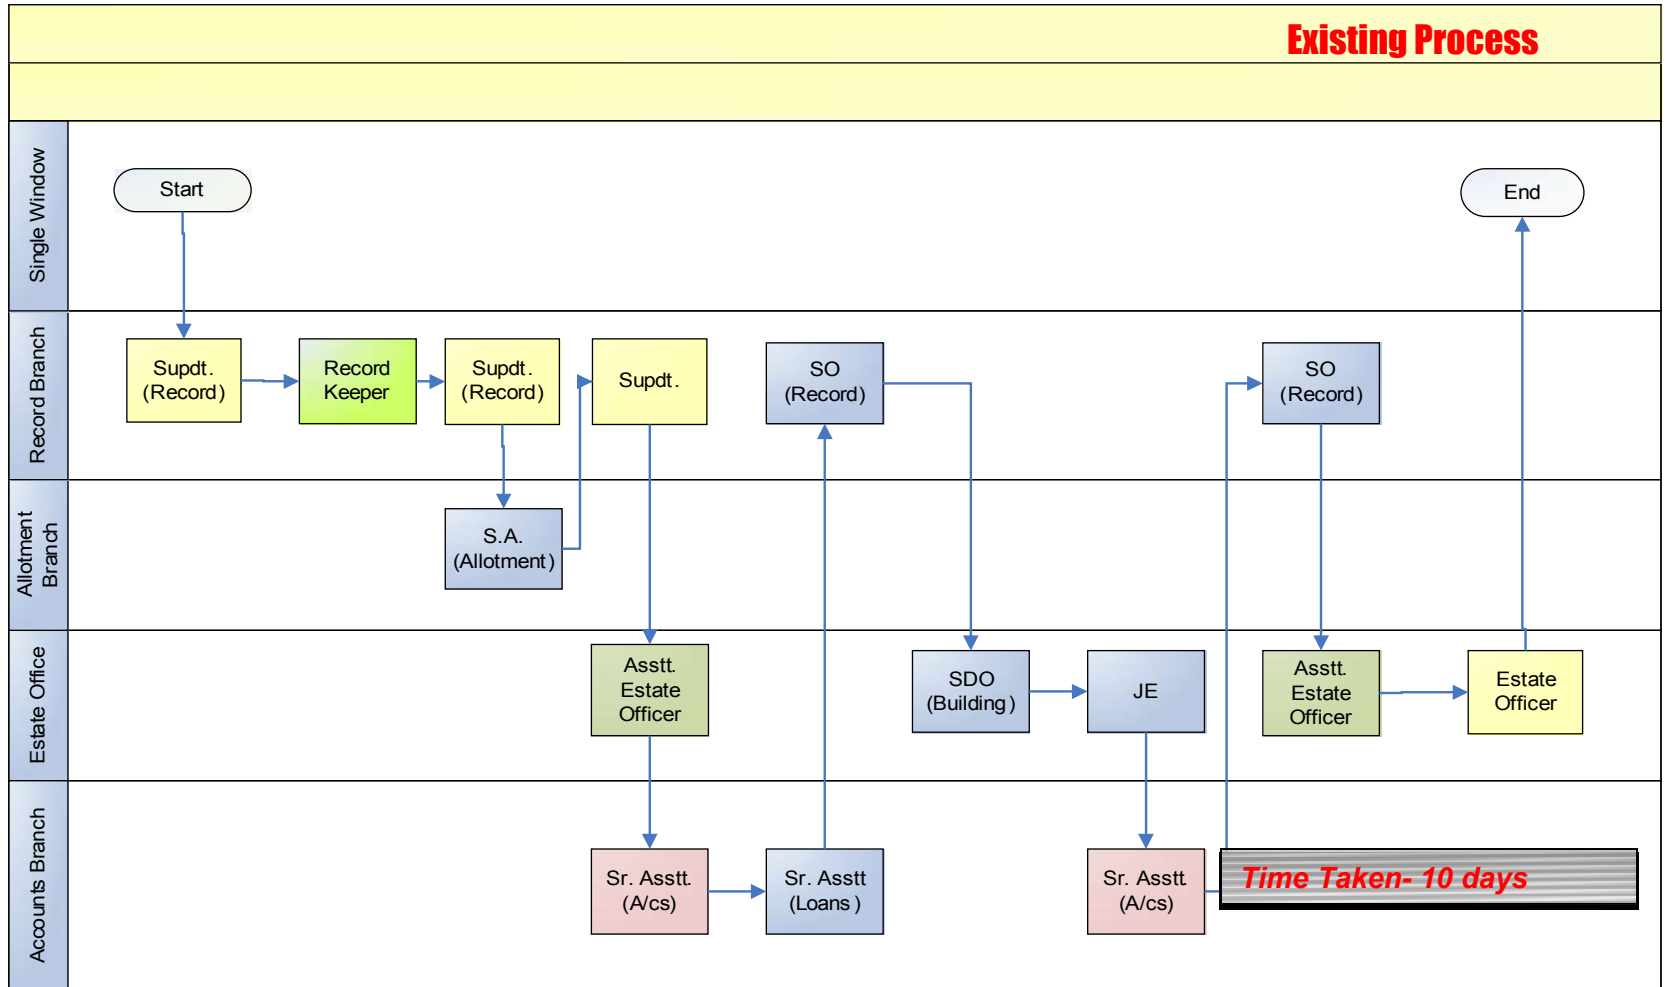 Existing Process
Single Window
Start
End
Record Branch
Supdt.
(Record)
Record
Keeper
Supdt.
(Record)
Supdt.
SO
(Record)
SO
(Record)
Allotment
Branch
S.A.
(Allotment)
Estate Office
Asstt.
Estate
Officer
SDO
(Building)
JE
Asstt.
Estate
Officer
Estate
Officer
Accounts Branch
Sr. Asstt.
(A/cs)
Sr. Asstt
(Loans)
Sr. Asstt.
(A/cs)
Time Taken- 10 days